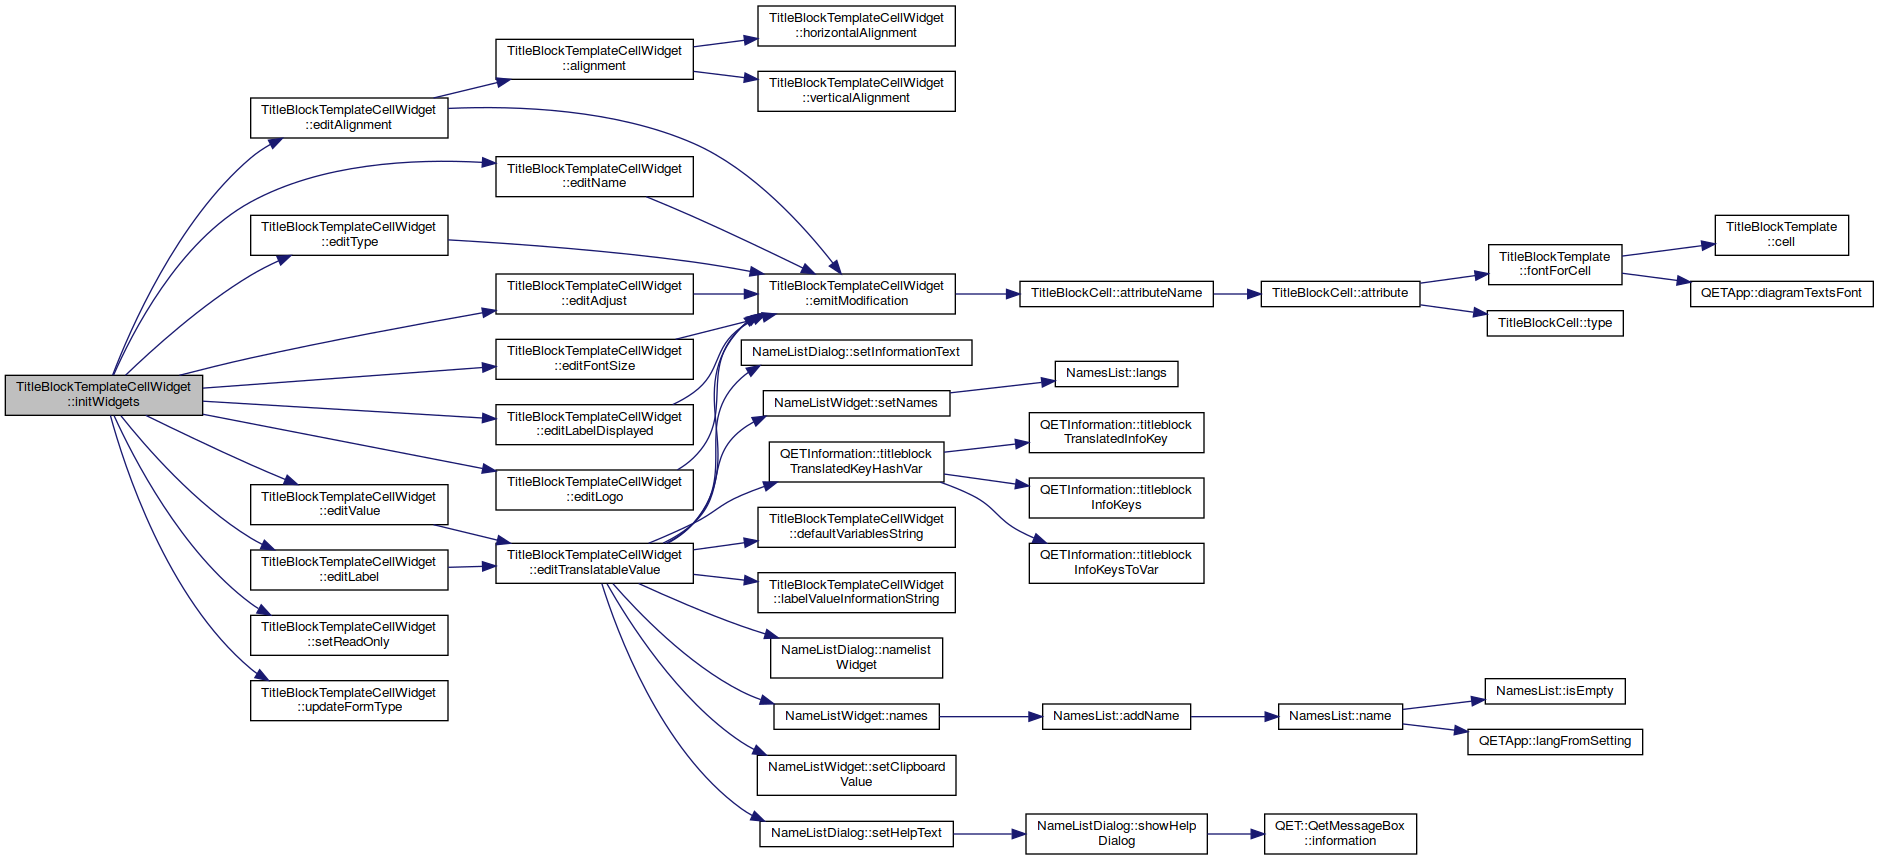 TitleBlockTemplateCellWidget
::initWidgets
TitleBlockTemplateCellWidget
::editAlignment
TitleBlockTemplateCellWidget
::editType
TitleBlockTemplateCellWidget
::editValue
TitleBlockTemplateCellWidget
::editLabel
TitleBlockTemplateCellWidget
::setReadOnly
TitleBlockTemplateCellWidget
::updateFormType
TitleBlockTemplateCellWidget
::alignment
TitleBlockTemplateCellWidget
::editName
TitleBlockTemplateCellWidget
::editAdjust
TitleBlockTemplateCellWidget
::editFontSize
TitleBlockTemplateCellWidget
::editLabelDisplayed
TitleBlockTemplateCellWidget
::editLogo
TitleBlockTemplateCellWidget
::editTranslatableValue
TitleBlockTemplateCellWidget
::horizontalAlignment
TitleBlockTemplateCellWidget
::verticalAlignment
TitleBlockTemplateCellWidget
::emitModification
NameListDialog::setInformationText
NameListWidget::setNames
QETInformation::titleblock
TranslatedKeyHashVar
TitleBlockTemplateCellWidget
::defaultVariablesString
TitleBlockTemplateCellWidget
::labelValueInformationString
NameListDialog::namelist
Widget
NameListWidget::names
NameListWidget::setClipboard
Value
NameListDialog::setHelpText
TitleBlockCell::attributeName
NamesList::langs
QETInformation::titleblock
TranslatedInfoKey
QETInformation::titleblock
InfoKeys
QETInformation::titleblock
InfoKeysToVar
NamesList::addName
NameListDialog::showHelp
Dialog
TitleBlockCell::attribute
NamesList::name
QET::QetMessageBox
::information
TitleBlockTemplate
::fontForCell
TitleBlockCell::type
NamesList::isEmpty
QETApp::langFromSetting
TitleBlockTemplate
::cell
QETApp::diagramTextsFont